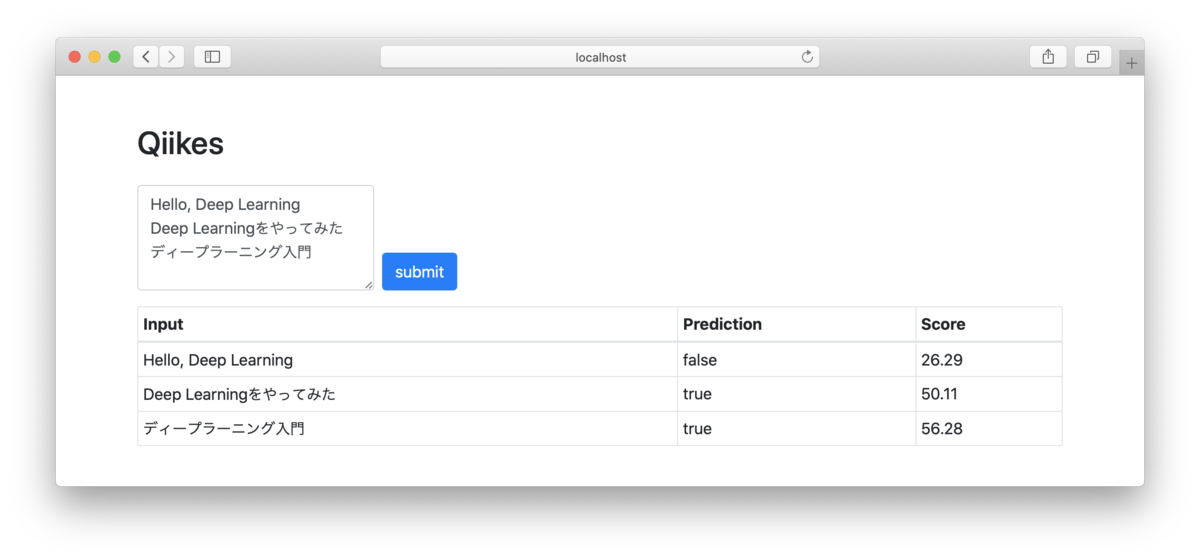 localhost
Qiikes
Hello, Deep Learning
Deep Learningをやってみた
ディープラーニング入門
submit
Input Prediction Score
Hello, Deep Learning false 26.29
Deep Learningをやってみた true 50.11
ディープラーニング入門 true 56.28